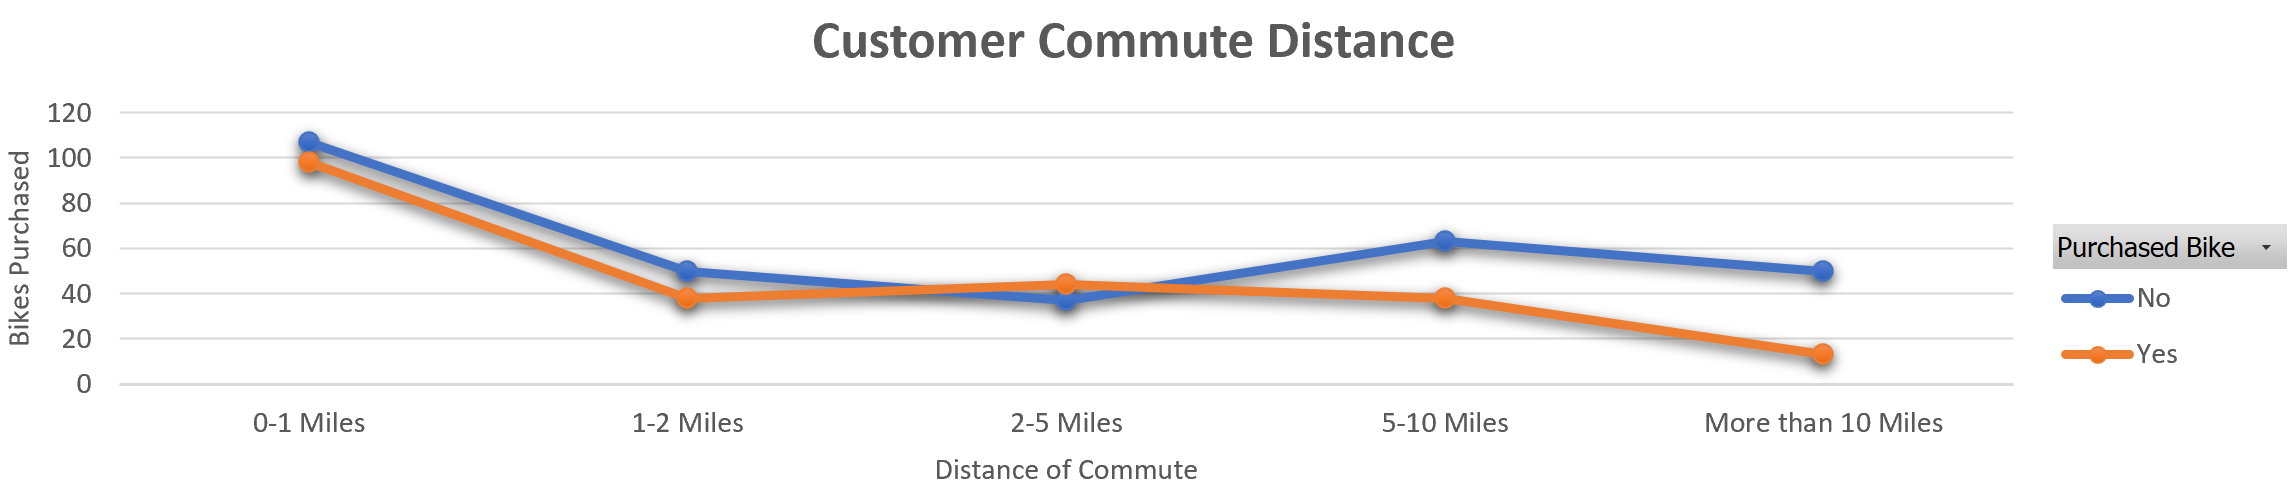 Customer Commute Distance
120
100
80
60
40
20
0
Bikes Purchased
0-1 Miles
1-2 Miles
2-5 Miles
5-10 Miles
More than 10 Miles
Distance of Commute
Purchased Bike
No
Yes